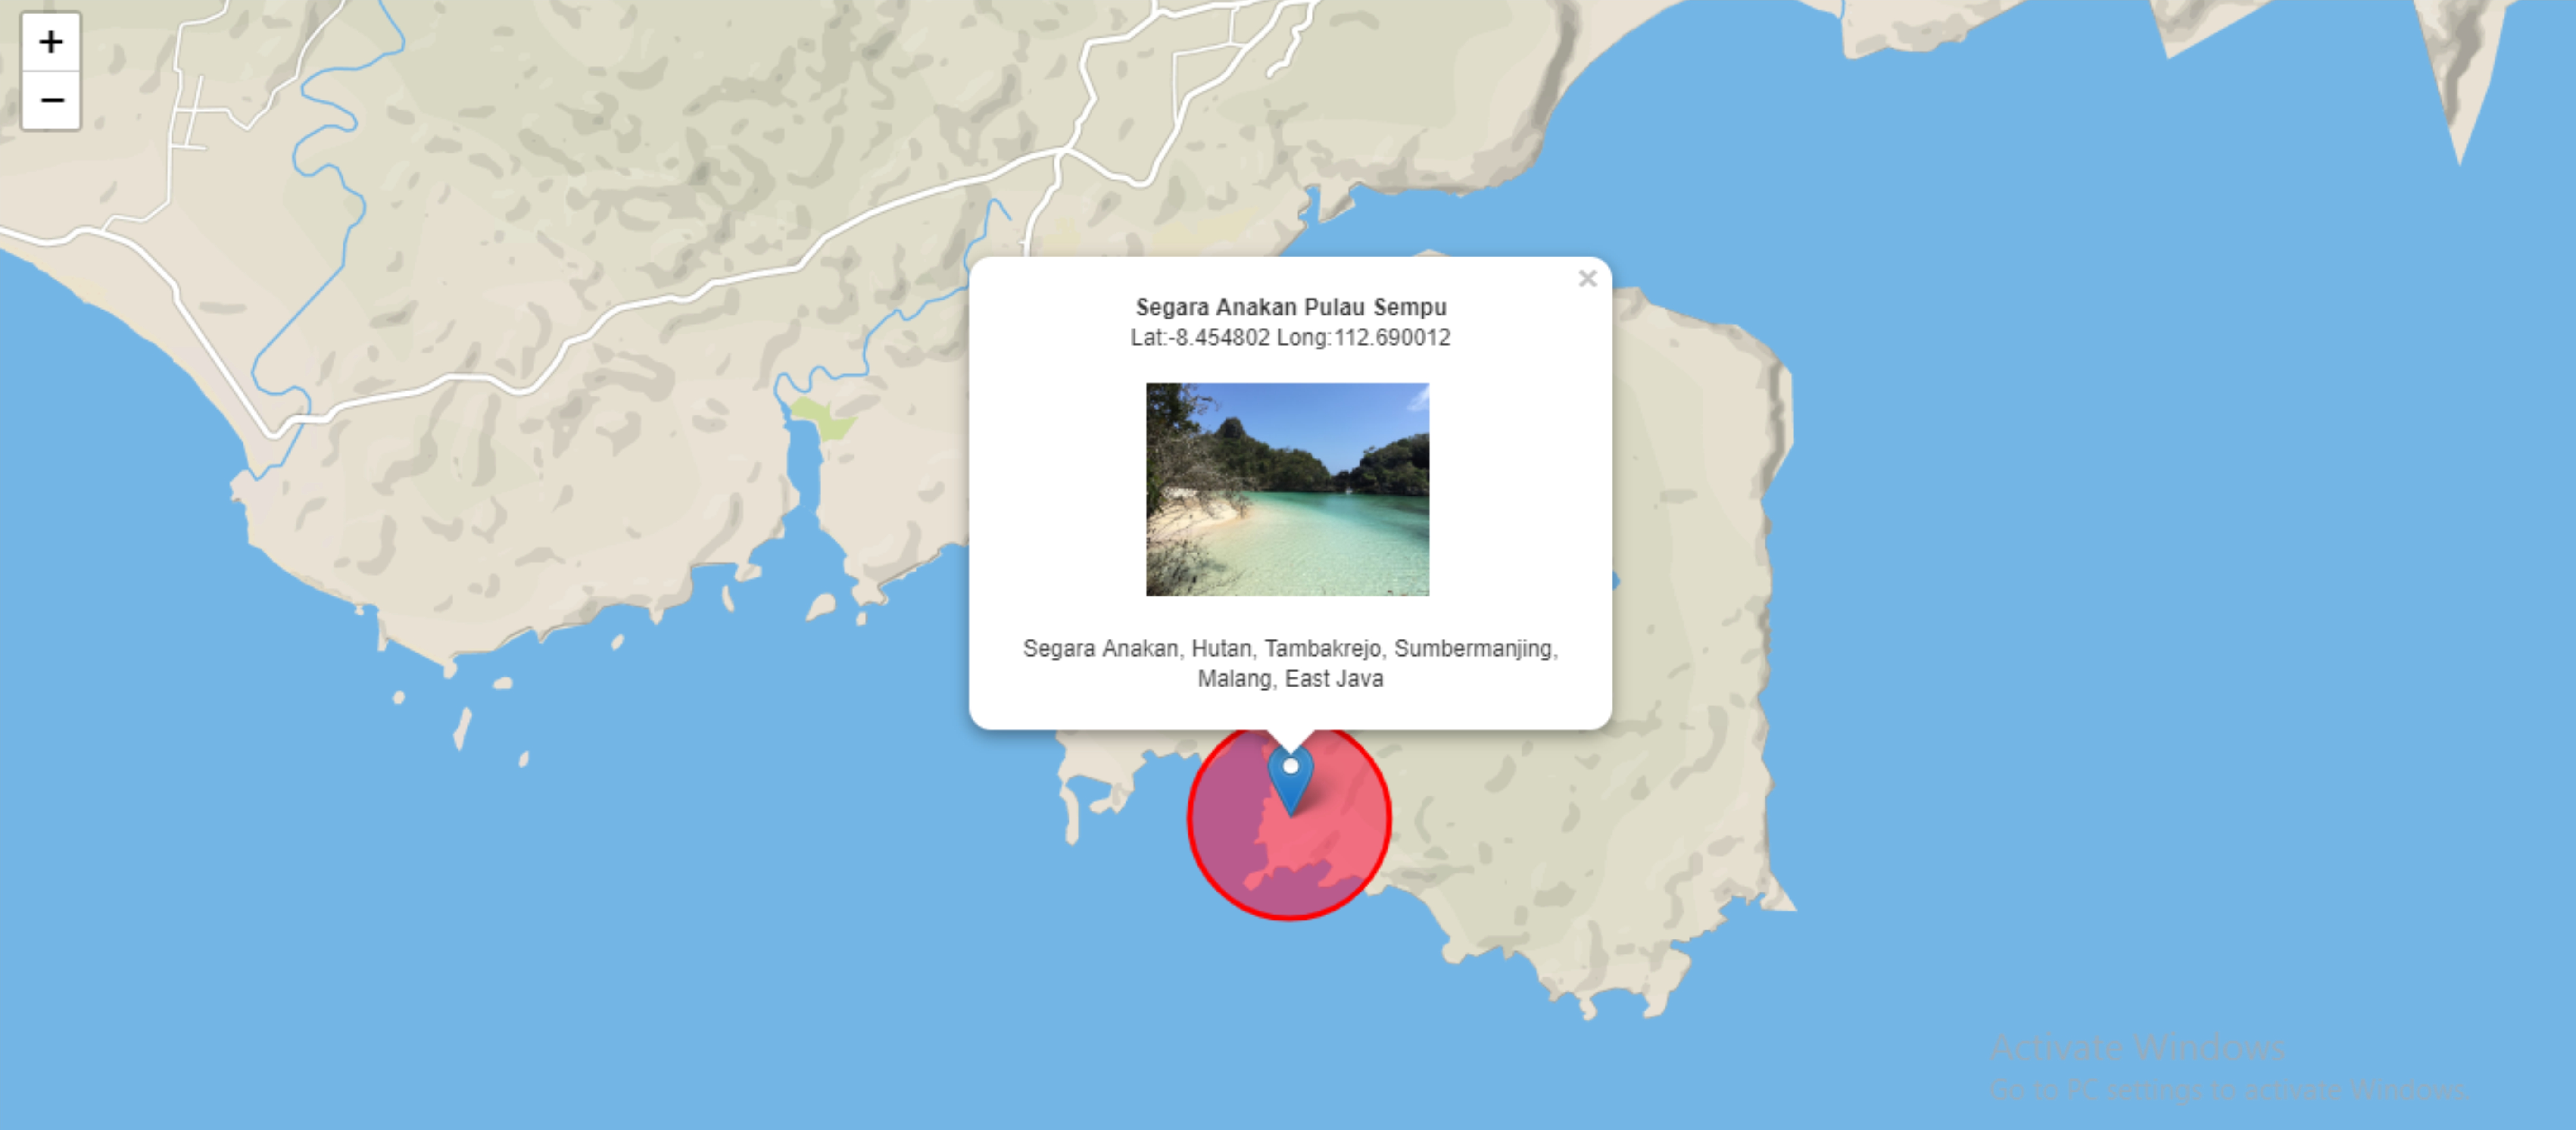 +
−
×
Segara Anakan Pulau Sempu
Lat:-8.454802 Long:112.690012
Segara Anakan, Hutan, Tambakrejo, Sumbermanjing,
Malang, East Java
Activate Windows
Go to PC settings to activate Windows.